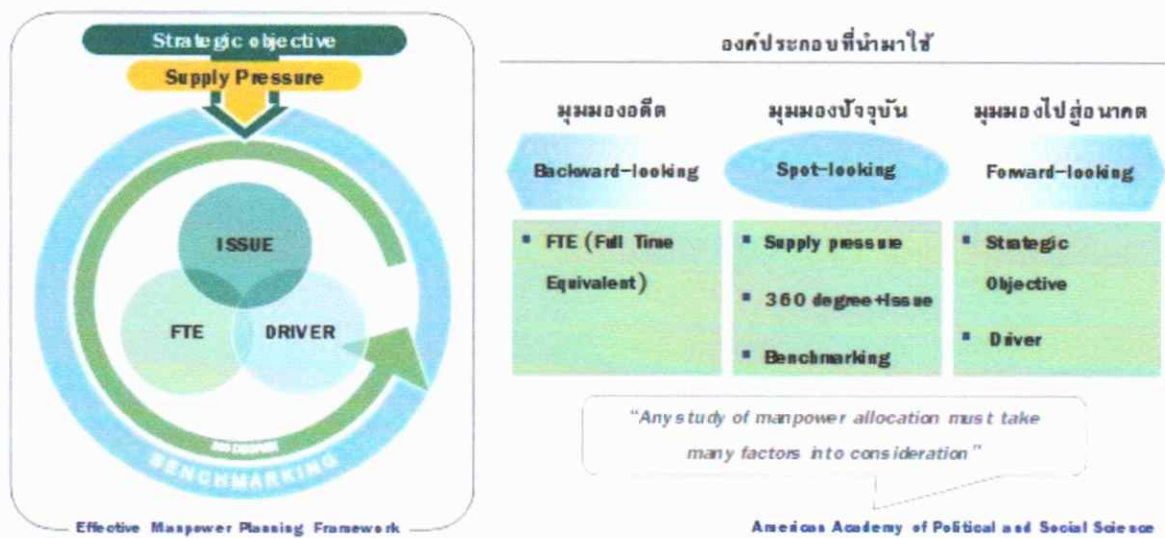 Strategic objective
Supply Pressure
ISSUE
FTE
DRIVER
BENCHMARKING
Effective Manpower Planning Framework
องค์ประกอบที่นำมาใช้
มุมมองอดีต
มุมมองปัจจุบัน
มุมมองไปสู่อนาคต
Backward-looking
Spot-looking
Forward-looking
▪ FTE (Full Time
Equivalent)
▪ Supply pressure
▪ 360 degree+Issue
▪ Benchmarking
▪ Strategic
Objective
▪ Driver
“Any study of manpower allocation must take
many factors into consideration”
American Academy of Political and Social Science